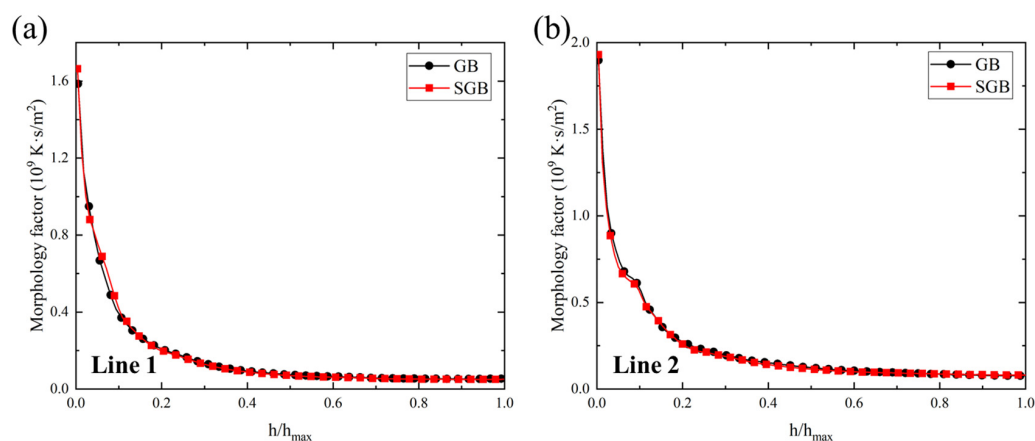 (a)
Morphology factor (10⁹ K·s/m²)
1.6
1.2
0.8
0.4
0.0
GB
SGB
Line 1
0.0 0.2 0.4 0.6 0.8 1.0
h/hₘₐₓ
(b)
Morphology factor (10⁹ K·s/m²)
2.0
1.5
1.0
0.5
0.0
GB
SGB
Line 2
0.0 0.2 0.4 0.6 0.8 1.0
h/hₘₐₓ